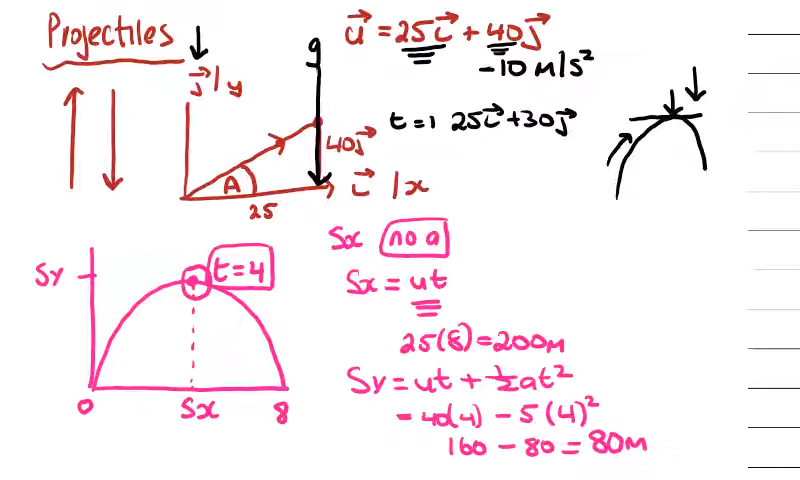 Projectiles
u = 25i + 40j
-10 m/s²
j/y
g
t=1 25i+30j
40j
A
i/x
25
Sx no a
Sy
t=4
Sx = ut
25(8)=200m
Sy = ut + ½at²
= 40(4) - 5(4)²
160 - 80 = 80m
0 Sx 8